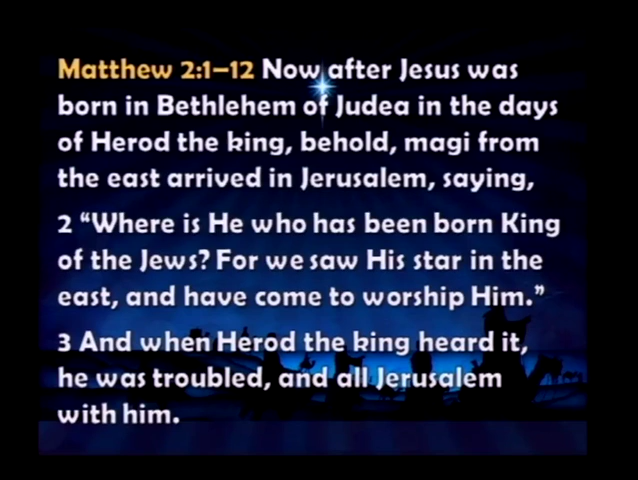 Matthew 2:1–12 Now after Jesus was
born in Bethlehem of Judea in the days
of Herod the king, behold, magi from
the east arrived in Jerusalem, saying,
2 “Where is He who has been born King
of the Jews? For we saw His star in the
east, and have come to worship Him.”
3 And when Herod the king heard it,
he was troubled, and all Jerusalem
with him.